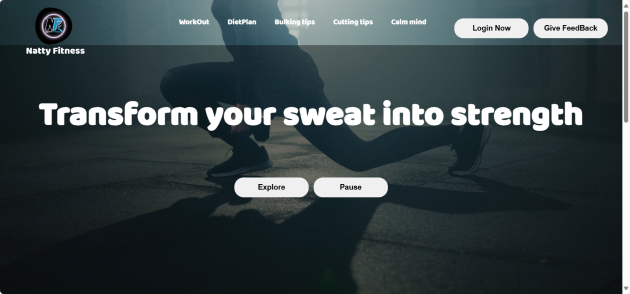 WorkOut DietPlan Bulking tips Cutting tips Calm mind Login Now Give FeedBack
Natty Fitness
Transform your sweat into strength
Explore Pause